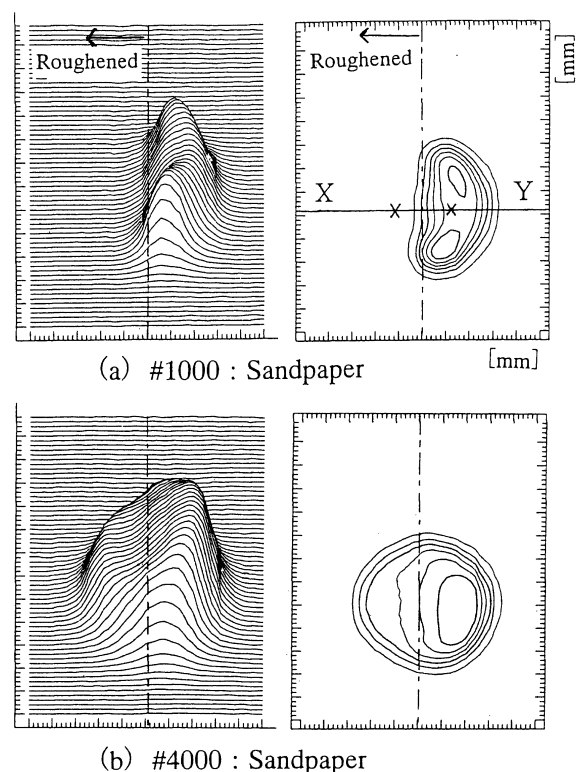 Roughened
Roughened
[mm]
X
Y
[mm]
(a) #1000 : Sandpaper
(b) #4000 : Sandpaper